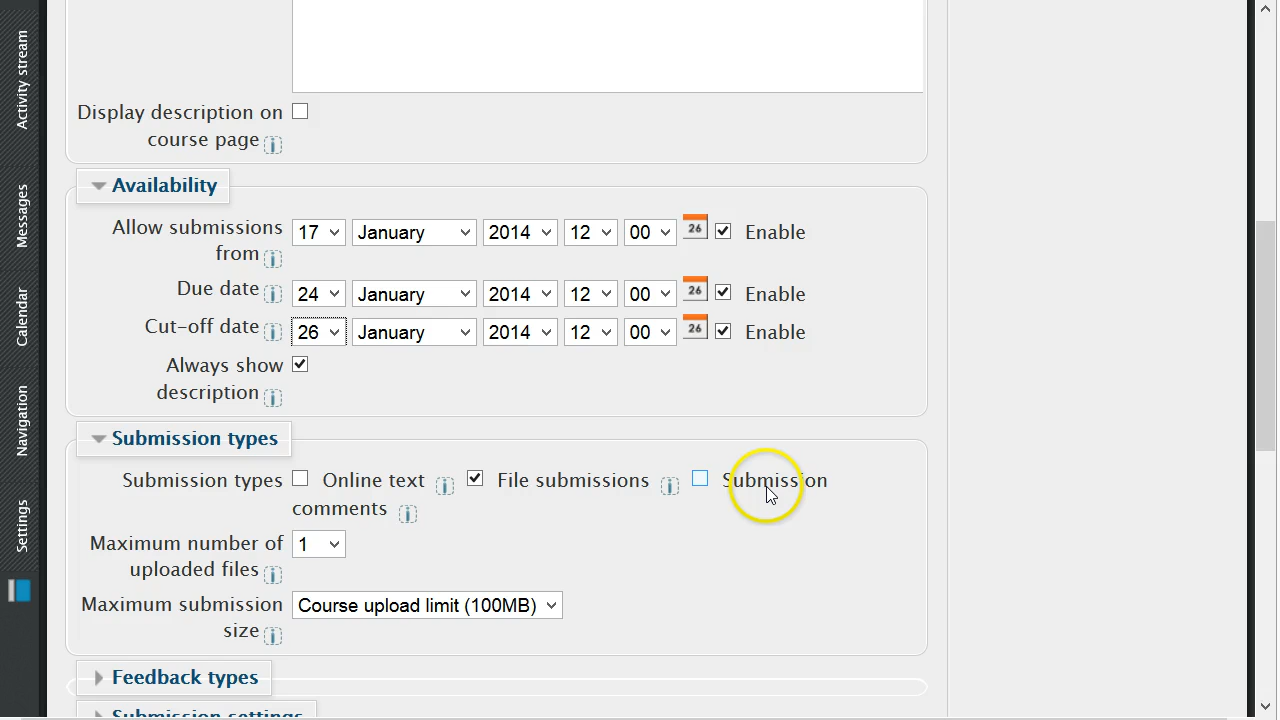 Activity stream
Messages
Calendar
Navigation
Settings
Display description on
course page
Availability
Allow submissions from 17 January 2014 12 00 26 Enable
Due date 24 January 2014 12 00 26 Enable
Cut-off date 26 January 2014 12 00 26 Enable
Always show
description
Submission types
Submission types Online text File submissions Submission
comments
Maximum number of
uploaded files 1
Maximum submission
size Course upload limit (100MB)
Feedback types
Submission settings